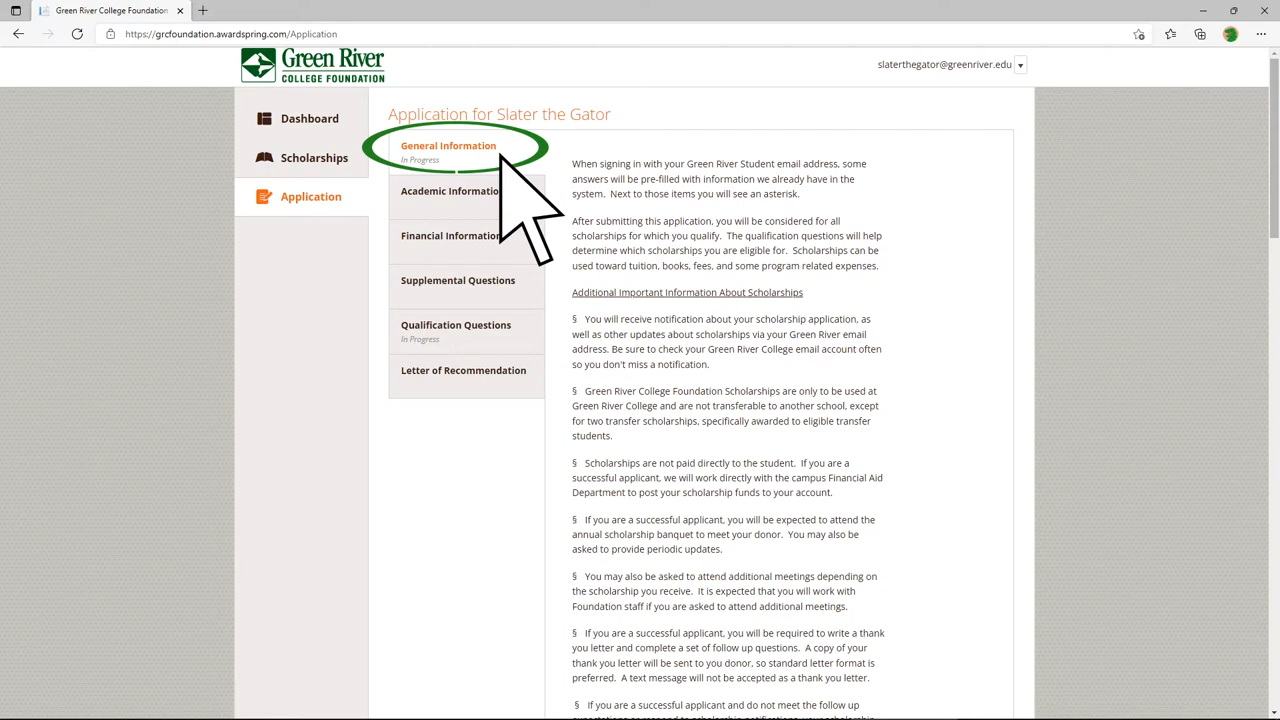 Green River College Foundation
https://grcfoundation.awardspring.com/Application
Green River
COLLEGE FOUNDATION
slaterthegator@greenriver.edu
Dashboard
Scholarships
Application
Application for Slater the Gator
General Information
In Progress
Academic Informatio
Financial Information
Supplemental Questions
Qualification Questions
In Progress
Letter of Recommendation
When signing in with your Green River Student email address, some
answers will be pre-filled with information we already have in the
system. Next to those items you will see an asterisk.
After submitting this application, you will be considered for all
scholarships for which you qualify. The qualification questions will help
determine which scholarships you are eligible for. Scholarships can be
used toward tuition, books, fees, and some program related expenses.
Additional Important Information About Scholarships
§ You will receive notification about your scholarship application, as
well as other updates about scholarships via your Green River email
address. Be sure to check your Green River College email account often
so you don't miss a notification.
§ Green River College Foundation Scholarships are only to be used at
Green River College and are not transferable to another school, except
for two transfer scholarships, specifically awarded to eligible transfer
students.
§ Scholarships are not paid directly to the student. If you are a
successful applicant, we will work directly with the campus Financial Aid
Department to post your scholarship funds to your account.
§ If you are a successful applicant, you will be expected to attend the
annual scholarship banquet to meet your donor. You may also be
asked to provide periodic updates.
§ You may also be asked to attend additional meetings depending on
the scholarship you receive. It is expected that you will work with
Foundation staff if you are asked to attend additional meetings.
§ If you are a successful applicant, you will be required to write a thank
you letter and complete a set of follow up questions. A copy of your
thank you letter will be sent to you donor, so standard letter format is
preferred. A text message will not be accepted as a thank you letter.
§ If you are a successful applicant and do not meet the follow up